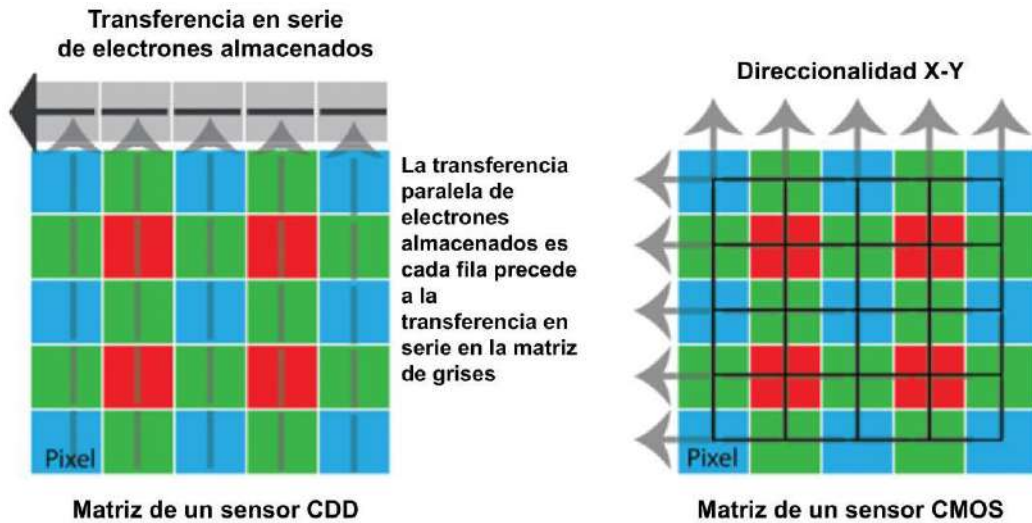 Transferencia en serie
de electrones almacenados
La transferencia
paralela de
electrones
almacenados es
cada fila precede
a la
transferencia en
serie en la matriz
de grises
Pixel
Matriz de un sensor CDD
Direccionalidad X-Y
Pixel
Matriz de un sensor CMOS